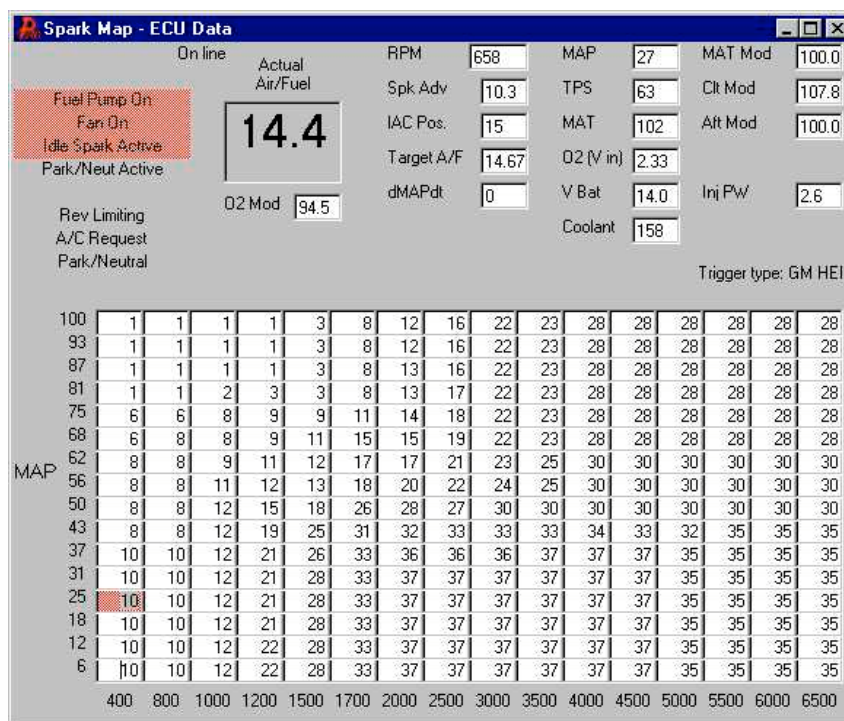 Spark Map - ECU Data
On line
Fuel Pump On
Fan On
Idle Spark Active
Park/Neut Active
Rev Limiting
A/C Request
Park/Neutral
Actual
Air/Fuel
14.4
O2 Mod 94.5
RPM 658
Spk Adv 10.3
IAC Pos. 15
Target A/F 14.67
dMAPdt 0
MAP 27
TPS 63
MAT 102
O2 (V in) 2.33
V Bat 14.0
Coolant 158
MAT Mod 100.0
Clt Mod 107.8
Aft Mod 100.0
Inj PW 2.6
Trigger type: GM HEI
MAP
100 1 1 1 1 3 8 12 16 22 23 28 28 28 28 28 28
93 1 1 1 1 3 8 12 16 22 23 28 28 28 28 28 28
87 1 1 1 1 3 8 13 16 22 23 28 28 28 28 28 28
81 1 1 2 3 3 8 13 17 22 23 28 28 28 28 28 28
75 6 6 8 9 9 11 14 18 22 23 28 28 28 28 28 28
68 6 8 8 9 11 15 15 19 22 23 28 28 28 28 28 28
62 8 8 9 11 12 17 17 21 23 25 30 30 30 30 30 30
56 8 8 11 12 13 18 20 22 24 25 30 30 30 30 30 30
50 8 8 12 15 18 26 28 27 30 30 30 30 30 30 30 30
43 8 8 12 19 25 31 32 33 33 33 34 33 32 35 35 35
37 10 10 12 21 26 33 36 36 36 37 37 37 35 35 35 35
31 10 10 12 21 28 33 37 37 37 37 37 37 35 35 35 35
25 10 10 12 21 28 33 37 37 37 37 37 37 35 35 35 35
18 10 10 12 21 28 33 37 37 37 37 37 37 35 35 35 35
12 10 10 12 22 28 33 37 37 37 37 37 37 35 35 35 35
6 10 10 12 22 28 33 37 37 37 37 37 37 35 35 35 35
400 800 1000 1200 1500 1700 2000 2500 3000 3500 4000 4500 5000 5500 6000 6500